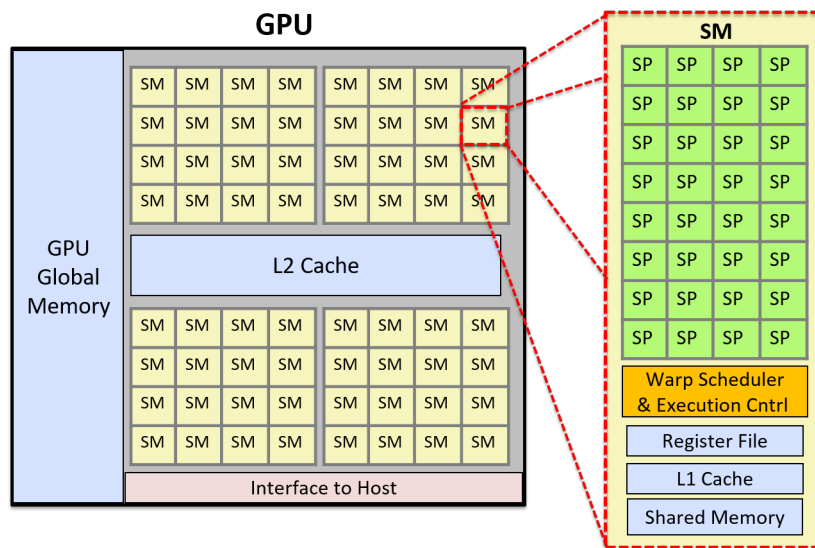 GPU
GPU
Global
Memory
SM SM SM SM SM SM SM SM
SM SM SM SM SM SM SM SM
SM SM SM SM SM SM SM SM
SM SM SM SM SM SM SM SM
L2 Cache
SM SM SM SM SM SM SM SM
SM SM SM SM SM SM SM SM
SM SM SM SM SM SM SM SM
SM SM SM SM SM SM SM SM
Interface to Host
SM
SP SP SP SP
SP SP SP SP
SP SP SP SP
SP SP SP SP
SP SP SP SP
SP SP SP SP
SP SP SP SP
SP SP SP SP
Warp Scheduler
& Execution Cntrl
Register File
L1 Cache
Shared Memory